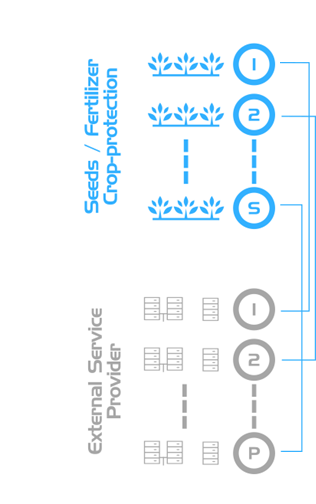 Seeds / Fertilizer
Crop-protection
1
2
S
External Service
Provider
1
2
P